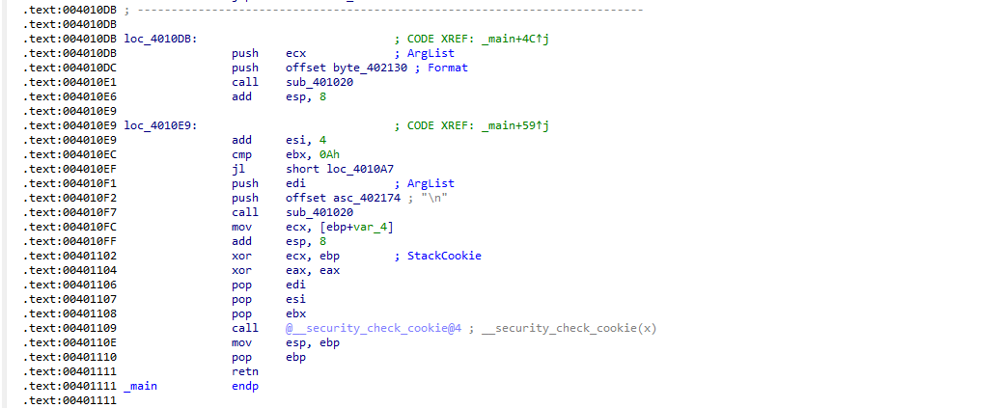 .text:004010DB ; ---------------------------------------------------------------------------
.text:004010DB
.text:004010DB loc_4010DB: ; CODE XREF: _main+4C↑j
.text:004010DB push ecx ; ArgList
.text:004010DC push offset byte_402130 ; Format
.text:004010E1 call sub_401020
.text:004010E6 add esp, 8
.text:004010E9
.text:004010E9 loc_4010E9: ; CODE XREF: _main+59↑j
.text:004010E9 add esi, 4
.text:004010EC cmp ebx, 0Ah
.text:004010EF jl short loc_4010A7
.text:004010F1 push edi ; ArgList
.text:004010F2 push offset asc_402174 ; "\n"
.text:004010F7 call sub_401020
.text:004010FC mov ecx, [ebp+var_4]
.text:004010FF add esp, 8
.text:00401102 xor ecx, ebp ; StackCookie
.text:00401104 xor eax, eax
.text:00401106 pop edi
.text:00401107 pop esi
.text:00401108 pop ebx
.text:00401109 call @__security_check_cookie@4 ; __security_check_cookie(x)
.text:0040110E mov esp, ebp
.text:00401110 pop ebp
.text:00401111 retn
.text:00401111 _main endp
.text:00401111